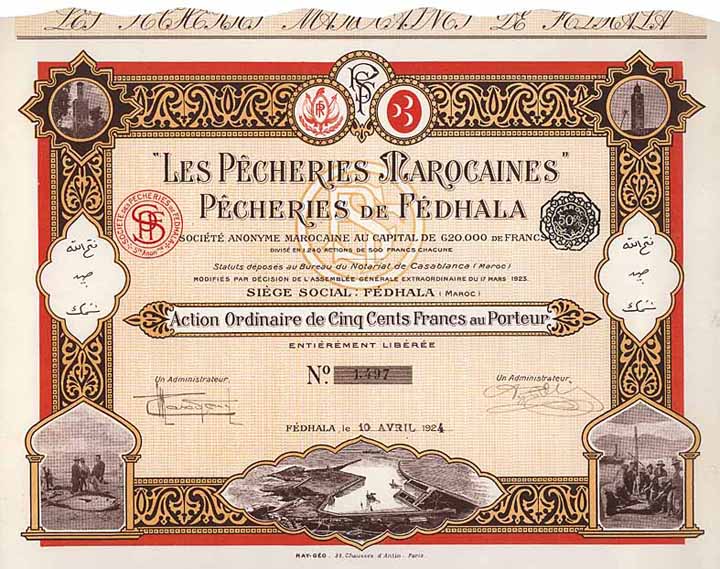 LES PÊCHERIES MAROCAINES DE FEDHALA
"LES PÊCHERIES MAROCAINES"
PÊCHERIES DE FÉDHALA
50%
SOCIÉTÉ ANONYME MAROCAINE AU CAPITAL DE 620.000 DE FRANCS
DIVISÉ EN 1.240 ACTIONS DE 500 FRANCS CHACUNE
Statuts déposés au Bureau du Notariat de Casablanca (Maroc)
MODIFIÉS PAR DÉCISION DE L'ASSEMBLÉE GÉNÉRALE EXTRAORDINAIRE DU 17 MARS 1923.
SIÈGE SOCIAL: FÉDHALA (MAROC)
Action Ordinaire de Cinq Cents Francs au Porteur
ENTIÉREMENT LIBÉRÉE
No. 1.497
Un Administrateur,
Un Administrateur,
FÉDHALA, le 10 AVRIL 1924
RAY-GÉO. 38, Chaussée d'Antin - Paris.